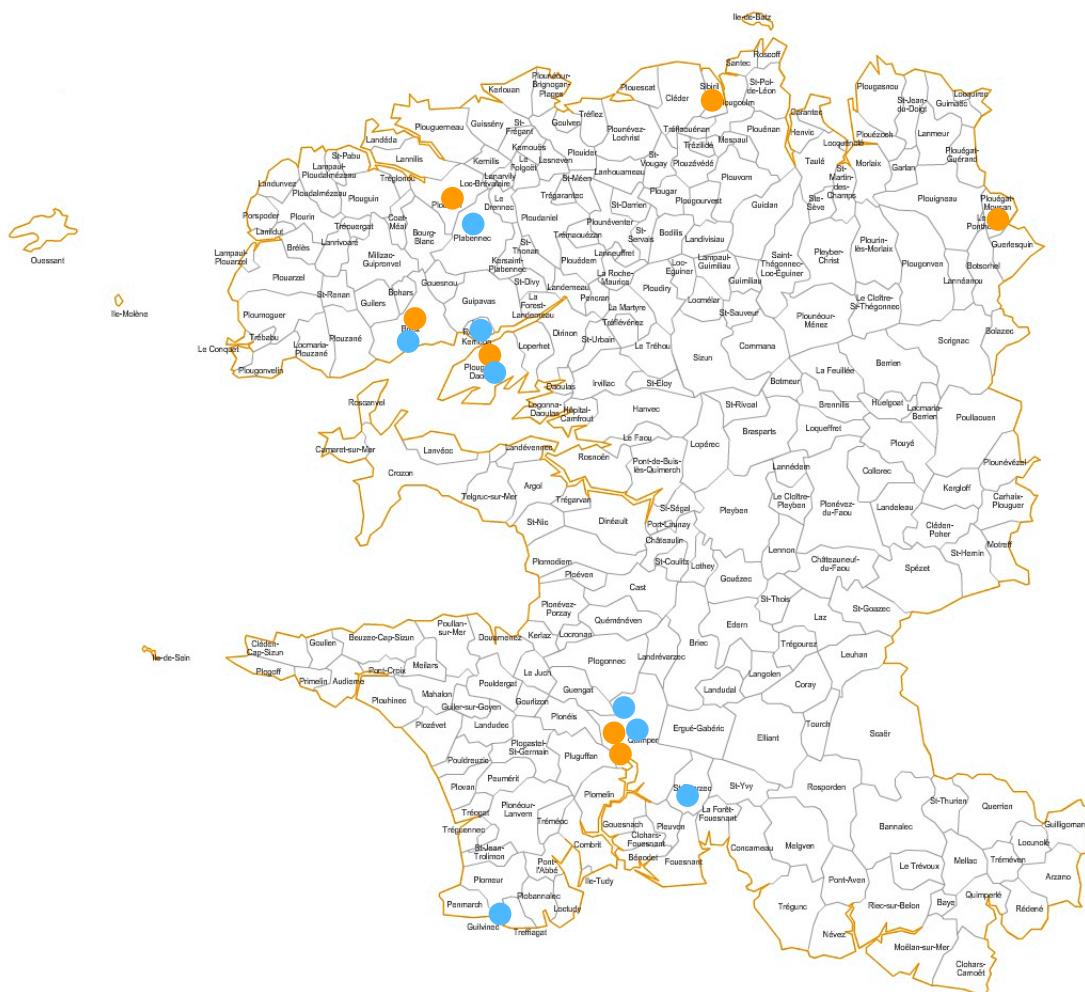 Ile-de-Batz
Roscoff
Santec
Sibiril
St-Pol-
de-Léon
Plouescat
Cléder
Plounéour-
Brignogan-
Plages
Kerlouan
Plougasnou
St-Jean-
du-Doigt
Locquirec
Guimaëc
Plouguerneau
Guissény
St-
Frégant
Goulven
Tréflez
Plounévez-
Lochrist
Tréflaouénan
Trézilidé
Mespaul
Plouénan
Carantec
Henvic
Locquénolé
Plouézoch
Lanmeur
Plouégat-
Guérand
Landéda
Lannilis
Kernilis
Kernouës
Le
Folgoët
Lesneven
Plouider
Lanhouarneau
St-
Vougay
Plouzévédé
Taulé
Morlaix
Garlan
St-Pabu
Lampaul-
Ploudalmézeau
Landunvez
Ploudalmézeau
Tréglonou
Lanarvily
Loc-Brévalaire
St-Méen
Trégarantec
St-Derrien
Plougar
Plougourvest
Plouvorn
Guiclan
Ste-
Sève
St-
Martin-
des-
Champs
Plouigneau
Plouégat-
Moysan
Guerlesquin
Porspoder
Lanildut
Plourin
Plouguin
Coat-
Méal
Bourg-
Blanc
Le
Drennec
Plabennec
Ploudaniel
Trémaouézan
Plounéventer
St-
Servais
Bodilis
Landivisiau
Tréouergat
Lanrivoaré
Brélès
Lampaul-
Plouarzel
Plouarzel
Milizac-
Guipronvel
Kersaint-
Plabennec
St-
Thonan
Plouédern
Lanneuffret
La Roche-
Maurice
Loc-
Eguiner
Lampaul-
Guimiliau
Guimiliau
Saint-
Thégonnec-
Loc-Eguiner
Pleyber-
Christ
Plourin-
lès-Morlaix
Plougonven
Botsorhel
Lannéanou
Ouessant
Ile-Molène
St-Renan
Guilers
Bohars
Gouesnou
Guipavas
St-Divy
La
Forest-
Landerneau
Landerneau
Pencran
La Martyre
Ploudiry
Locmélar
St-Sauveur
Plounéour-
Ménez
Le Cloître-
St-Thégonnec
Bolazec
Ploumoguer
Trébabu
Le Conquet
Plougonvelin
Locmaria-
Plouzané
Plouzané
Kerhuon
Loperhet
Dirinon
Tréflévénez
St-Urbain
Le Tréhou
Sizun
Commana
Scrignac
Berrien
Daoulas
Irvillac
St-Eloy
Botmeur
La Feuillée
Huelgoat
Locmaria-
Berrien
Poullaouen
Roscanvel
Logonna-
Daoulas
Hôpital-
Camfrout
Hanvec
St-Rivoal
Brasparts
Brennilis
Loqueffret
Plouyé
Camaret-sur-Mer
Crozon
Lanvéoc
Landévennec
Le Faou
Rosnoën
Pont-de-Buis-
lès-Quimerch
Lopérec
Lannédern
Collorec
Plounévézel
Argol
Telgruc-sur-Mer
Trégarvan
St-Nic
Dinéault
St-Ségal
Port-Launay
Châteaulin
Pleyben
Le Cloître-
Pleyben
Plonévez-
du-Faou
Landeleau
Kergloff
Carhaix-
Plouguer
Cléden-
Poher
Motreff
St-Hernin
Spézet
Plomodiern
Ploéven
St-Coulitz
Lothey
Gouézec
Lennon
Châteauneuf-
du-Faou
Cast
Plonévez-
Porzay
Quéménéven
St-Thois
St-Goazec
Laz
Edern
Trégourez
Leuhan
Kerlaz
Locronan
Briec
Landrévarzec
Plogonnec
Langolen
Coray
Landudal
Ile-de-Sein
Cléden-
Cap-Sizun
Goulien
Beuzec-Cap-Sizun
Poullan-
sur-Mer
Douarnenez
Plogoff
Primelin
Audierne
Pont-Croix
Meilars
Le Juch
Guengat
Plouhinec
Mahalon
Pouldergat
Guiler-sur-Goyen
Gourlizon
Plonéis
Plozévet
Landudec
Plogastel-
St-Germain
Pluguffan
Ergué-Gabéric
Elliant
Tourch
Scaër
Pouldreuzic
Peumérit
Plovan
Tréogat
Plonéour-
Lanvern
Plomelin
St-Yvy
Rosporden
Tréguennec
Tréméoc
Gouesnach
Pleuven
La Forêt-
Fouesnant
Clohars-
Fouesnant
Concarneau
Melgven
Bannalec
St-Thurien
Querrien
Guilligomarc'h
St-Jean-
Trolimon
Combrit
Bénodet
Fouesnant
Pont-
l'Abbé
Ile-Tudy
Plomeur
Plobannalec
Loctudy
Penmarch
Guilvinec
Treffiagat
Pont-Aven
Le Trévoux
Mellac
Tréméven
Locunolé
Arzano
Trégunc
Névez
Riec-sur-Belon
Baye
Quimperlé
Rédené
Moëlan-sur-Mer
Clohars-
Carnoët